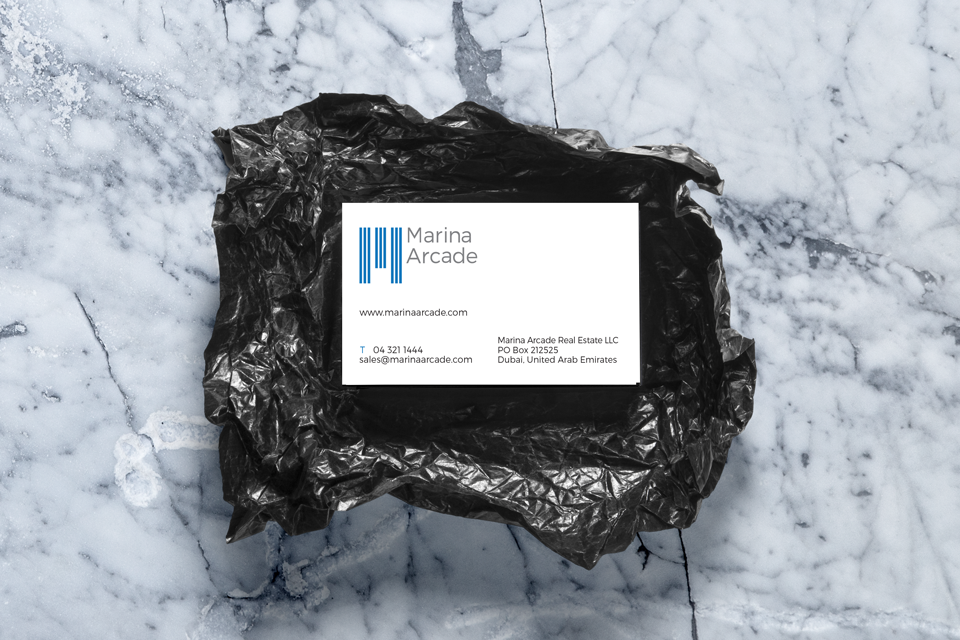 Marina
Arcade
www.marinaarcade.com
T 04 321 1444
sales@marinaarcade.com
Marina Arcade Real Estate LLC
PO Box 212525
Dubai, United Arab Emirates